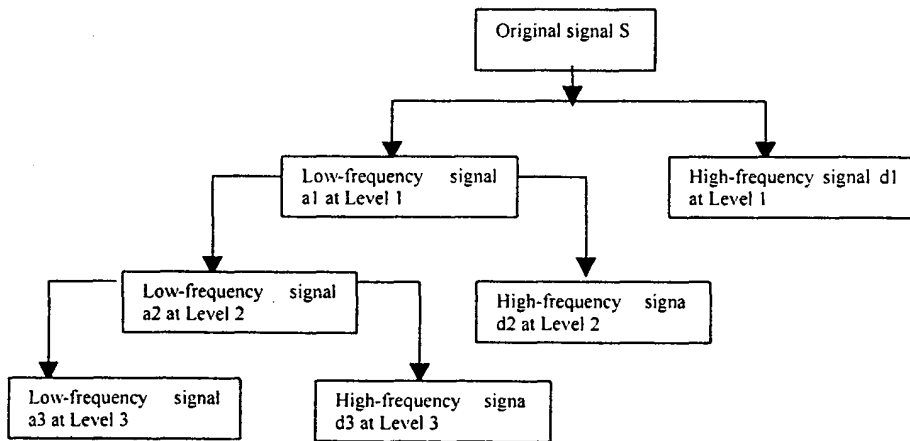 Original signal S
Low-frequency signal
a1 at Level 1
High-frequency signal d1
at Level 1
Low-frequency signal
a2 at Level 2
High-frequency signa
d2 at Level 2
Low-frequency signal
a3 at Level 3
High-frequency signa
d3 at Level 3